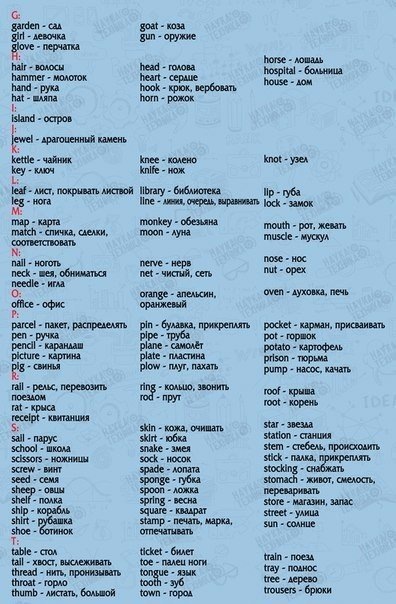 G:
garden - сад
girl - девочка
glove - перчатка
goat - коза
gun - оружие
H:
hair - волосы
hammer - молоток
hand - рука
hat - шляпа
head - голова
heart - сердце
hook - крюк, вербовать
horn - рожок
horse - лошадь
hospital - больница
house - дом
I:
island - остров
J:
jewel - драгоценный камень
K:
kettle - чайник
key - ключ
knee - колено
knife - нож
knot - узел
L:
leaf - лист, покрывать листвой
leg - нога
library - библиотека
line - линия, очередь, выравнивать
lip - губа
lock - замок
M:
map - карта
match - спичка, сделки,
соответствовать
monkey - обезьяна
moon - луна
mouth - рот, жевать
muscle - мускул
N:
nail - ноготь
neck - шея, обниматься
needle - игла
nerve - нерв
net - чистый, сеть
nose - нос
nut - орех
O:
office - офис
orange - апельсин,
оранжевый
oven - духовка, печь
P:
parcel - пакет, распределять
pen - ручка
pencil - карандаш
picture - картина
pig - свинья
pin - булавка, прикреплять
pipe - труба
plane - самолёт
plate - пластина
plow - плуг, пахать
pocket - карман, присваивать
pot - горшок
potato - картофель
prison - тюрьма
pump - насос, качать
R:
rail - рельс, перевозить
поездом
rat - крыса
receipt - квитанция
ring - кольцо, звонить
rod - прут
roof - крыша
root - корень
S:
sail - парус
school - школа
scissors - ножницы
screw - винт
seed - семя
sheep - овцы
shelf - полка
ship - корабль
shirt - рубашка
shoe - ботинок
skin - кожа, очищать
skirt - юбка
snake - змея
sock - носок
spade - лопата
sponge - губка
spoon - ложка
spring - весна
square - квадрат
stamp - печать, марка,
отпечатывать
star - звезда
station - станция
stem - стебель, происходить
stick - палка, прикреплять
stocking - снабжать
stomach - живот, смелость,
переваривать
store - магазин, запас
street - улица
sun - солнце
T:
table - стол
tail - хвост, выслеживать
thread - нить, пронизывать
throat - горло
thumb - листать, большой
ticket - билет
toe - палец ноги
tongue - язык
tooth - зуб
town - город
train - поезд
tray - поднос
tree - дерево
trousers - брюки